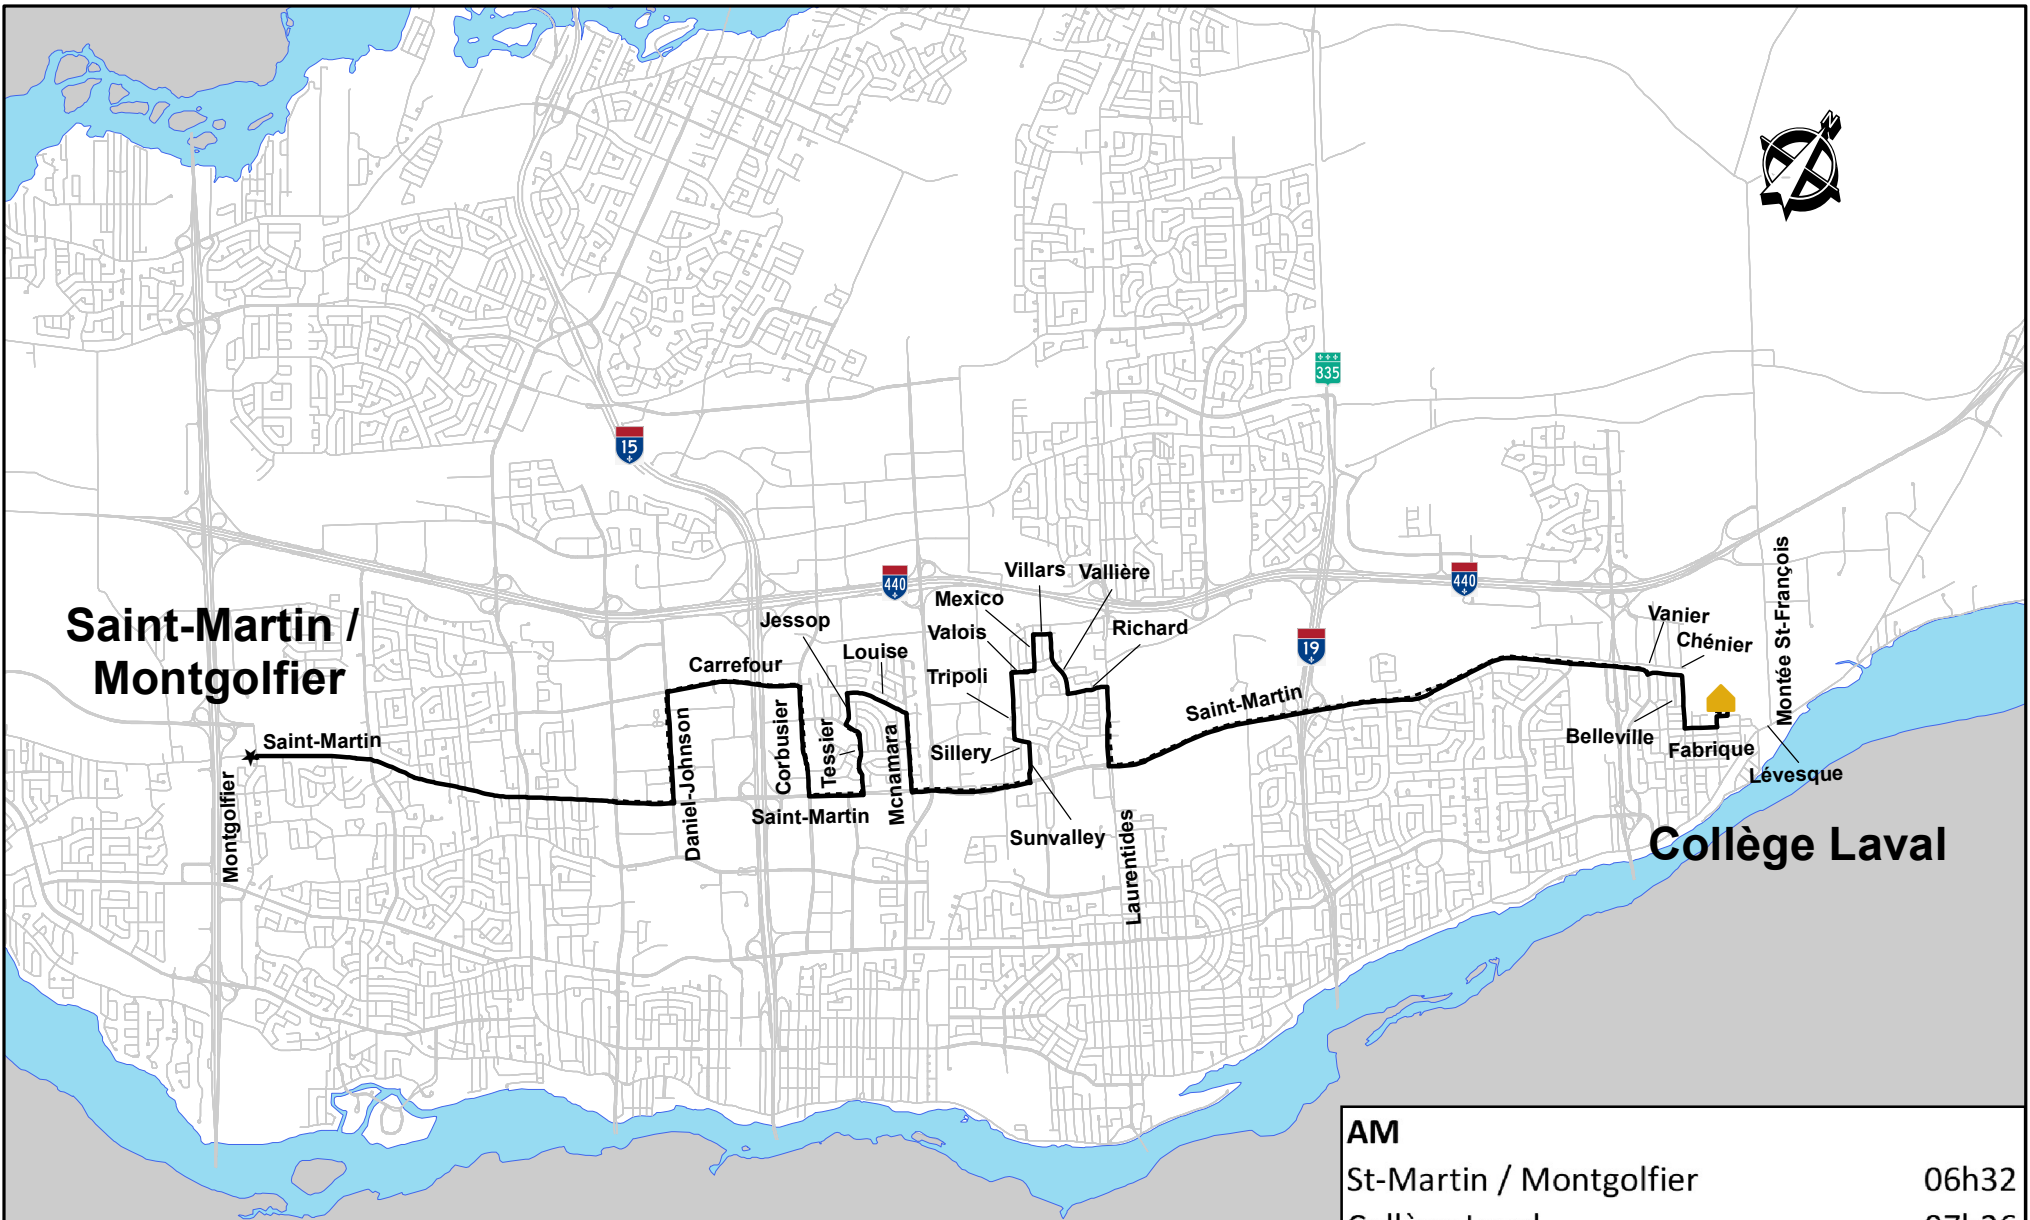 N
335
15
440
Villars
Vallière
440
Mexico
Jessop
Valois
Richard
Vanier
Chénier
Montée St-François
Saint-Martin /
Montgolfier
19
Louise
Carrefour
Tripoli
Saint-Martin
Saint-Martin
Daniel-Johnson
Corbusier
Tessier
Mcnamara
Sillery
Belleville
Fabrique
Lévesque
Montgolfier
Saint-Martin
Sunvalley
Laurentides
Collège Laval
AM
St-Martin / Montgolfier 06h32